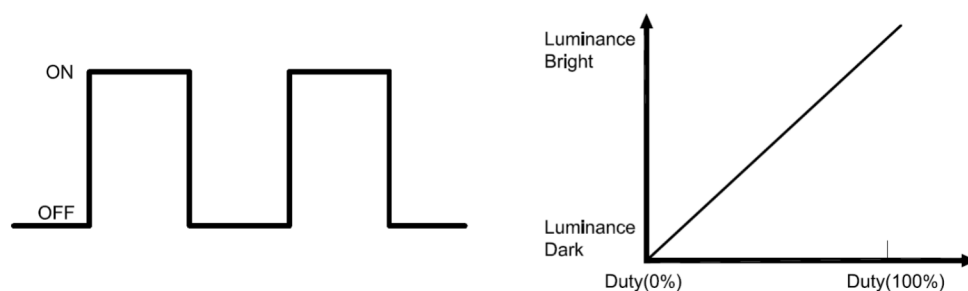 ON
OFF
Luminance
Bright
Luminance
Dark
Duty(0%)
Duty(100%)